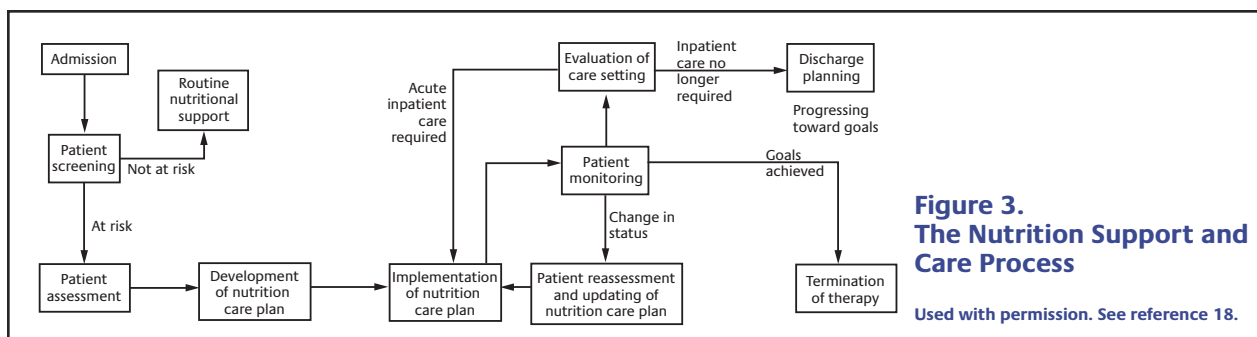 Admission
Routine
nutritional
support
Patient
screening
Not at risk
At risk
Patient
assessment
Development
of nutrition
care plan
Implementation
of nutrition
care plan
Acute
inpatient
care
required
Evaluation of
care setting
Inpatient
care no
longer
required
Discharge
planning
Progressing
toward goals
Patient
monitoring
Goals
achieved
Change in
status
Patient reassessment
and updating of
nutrition care plan
Termination
of therapy
Figure 3.
The Nutrition Support and
Care Process
Used with permission. See reference 18.